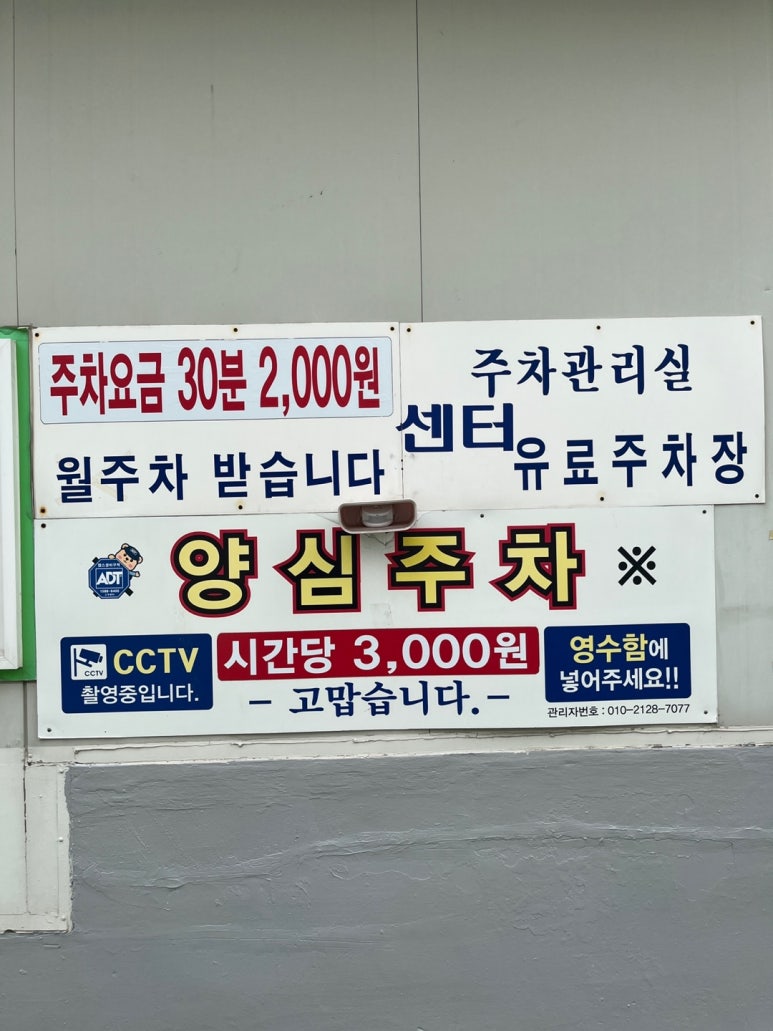 주차요금 30분 2,000원
월주차 받습니다
주차관리실
센터
유료주차장
양심주차 ※
ADT
CCTV
CCTV
촬영중입니다.
시간당 3,000원
- 고맙습니다.-
영수함에
넣어주세요!!
관리자번호 : 010-2128-7077